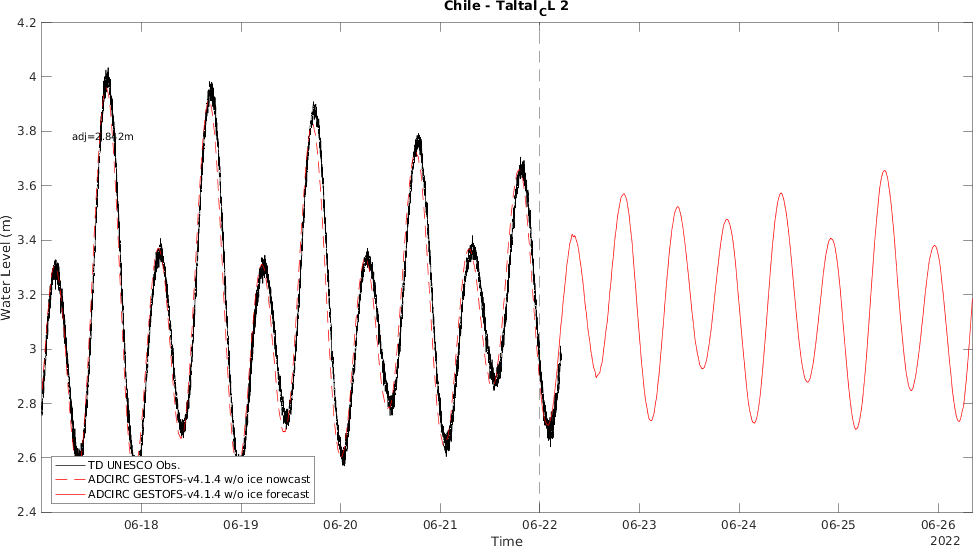 Chile - Taltal_CL 2
4.2
4
adj=2.842m
3.8
3.6
3.4
3.2
3
2.8
2.6
2.4
Water Level (m)
TD UNESCO Obs.
ADCIRC GESTOFS-v4.1.4 w/o ice nowcast
ADCIRC GESTOFS-v4.1.4 w/o ice forecast
06-18 06-19 06-20 06-21 06-22 06-23 06-24 06-25 06-26
Time 2022